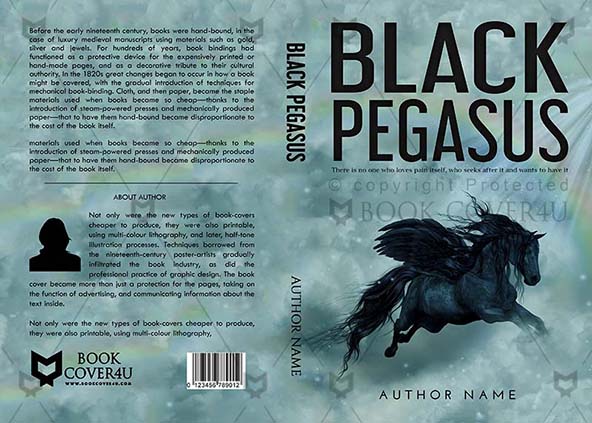 Before the early nineteenth century, books were hand-bound, in the
case of luxury medieval manuscripts using materials such as gold,
silver and jewels. For hundreds of years, book bindings had
functioned as a protective device for the expensively printed or
hand-made pages, and as a decorative tribute to their cultural
authority. In the 1820s great changes began to occur in how a book
might be covered, with the gradual introduction of techniques for
mechanical book-binding. Cloth, and then paper, became the staple
materials used when books became so cheap—thanks to the
introduction of steam-powered presses and mechanically produced
paper—that to have them hand-bound became disproportionate to
the cost of the book itself.
materials used when books became so cheap—thanks to the
introduction of steam-powered presses and mechanically produced
paper—that to have them hand-bound became disproportionate to
the cost of the book itself.
ABOUT AUTHOR
Not only were the new types of book-covers
cheaper to produce, they were also printable,
using multi-colour lithography, and later, half-tone
illustration processes. Techniques borrowed from
the nineteenth-century poster-artists gradually
infiltrated the book industry, as did the
professional practice of graphic design. The book
cover became more than just a protection for the pages, taking on
the function of advertising, and communicating information about the
text inside.
Not only were the new types of book-covers cheaper to produce,
they were also printable, using multi-colour lithography,
BOOK
COVER4U
WWW.BOOKCOVER4U.COM
0 123456 789012
BLACK PEGASUS
AUTHOR NAME
BLACK
PEGASUS
There is no one who loves pain itself, who seeks after it and wants to have it
© copyright Protected
BOOK COVER4U
AUTHOR NAME